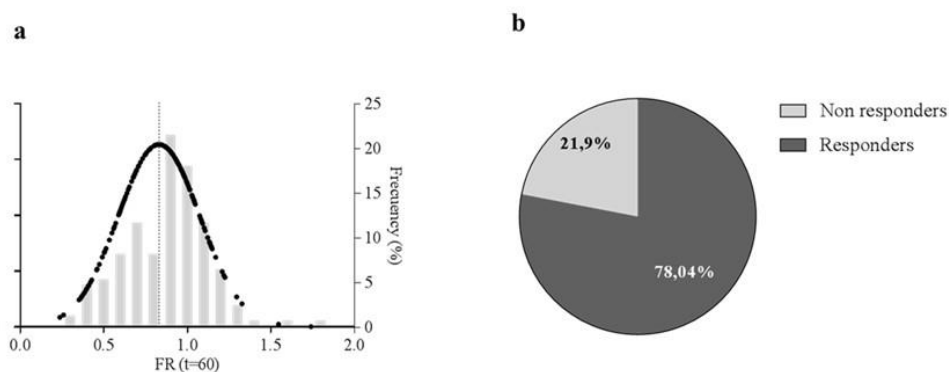 a
25
20
15
10
5
0
Frecuency (%)
0.0 0.5 1.0 1.5 2.0
FR (t=60)
b
21,9%
78,04%
Non responders
Responders